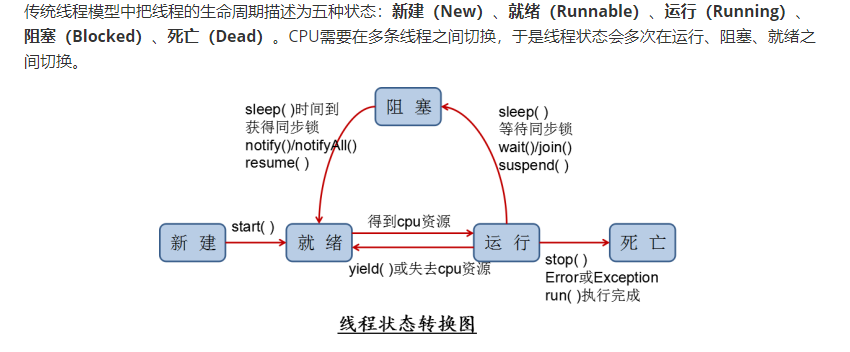 传统线程模型中把线程的生命周期描述为五种状态：新建（New）、就绪（Runnable）、运行（Running）、
阻塞（Blocked）、死亡（Dead）。CPU需要在多条线程之间切换，于是线程状态会多次在运行、阻塞、就绪之
间切换。
阻 塞
sleep( )时间到
获得同步锁
notify()/notifyAll()
resume( )
sleep( )
等待同步锁
wait()/join()
suspend( )
新 建
start( )
就 绪
得到cpu资源
yield( )或失去cpu资源
运 行
死 亡
stop( )
Error或Exception
run( )执行完成
线程状态转换图